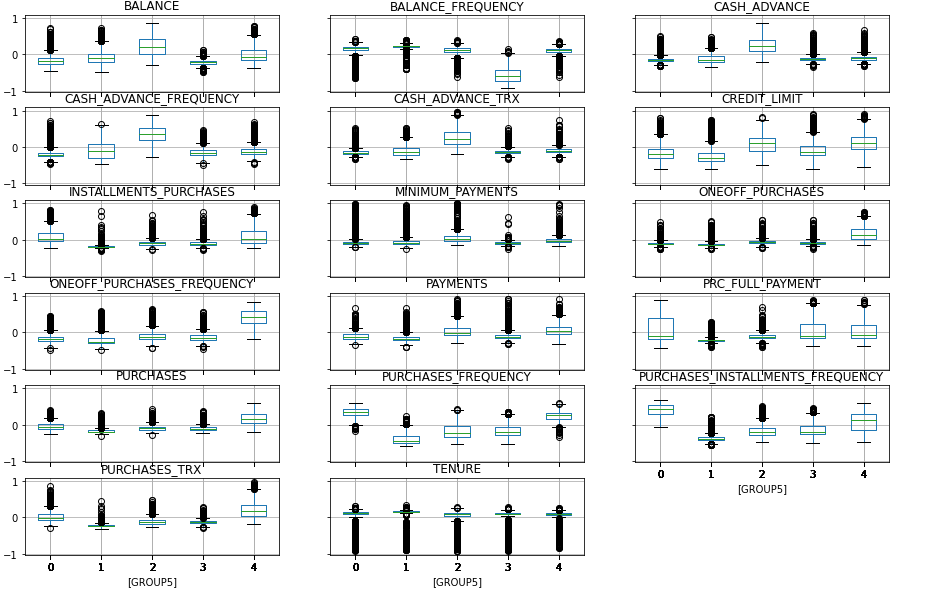 BALANCE
BALANCE_FREQUENCY
CASH_ADVANCE
1
0
−1
CASH_ADVANCE_FREQUENCY
CASH_ADVANCE_TRX
CREDIT_LIMIT
1
0
−1
INSTALLMENTS_PURCHASES
MINIMUM_PAYMENTS
ONEOFF_PURCHASES
1
0
−1
ONEOFF_PURCHASES_FREQUENCY
PAYMENTS
PRC_FULL_PAYMENT
1
0
−1
PURCHASES
PURCHASES_FREQUENCY
PURCHASES_INSTALLMENTS_FREQUENCY
1
0
−1
0 1 2 3 4
[GROUP5]
PURCHASES_TRX
TENURE
1
0
−1
0 1 2 3 4
0 1 2 3 4
[GROUP5]
[GROUP5]